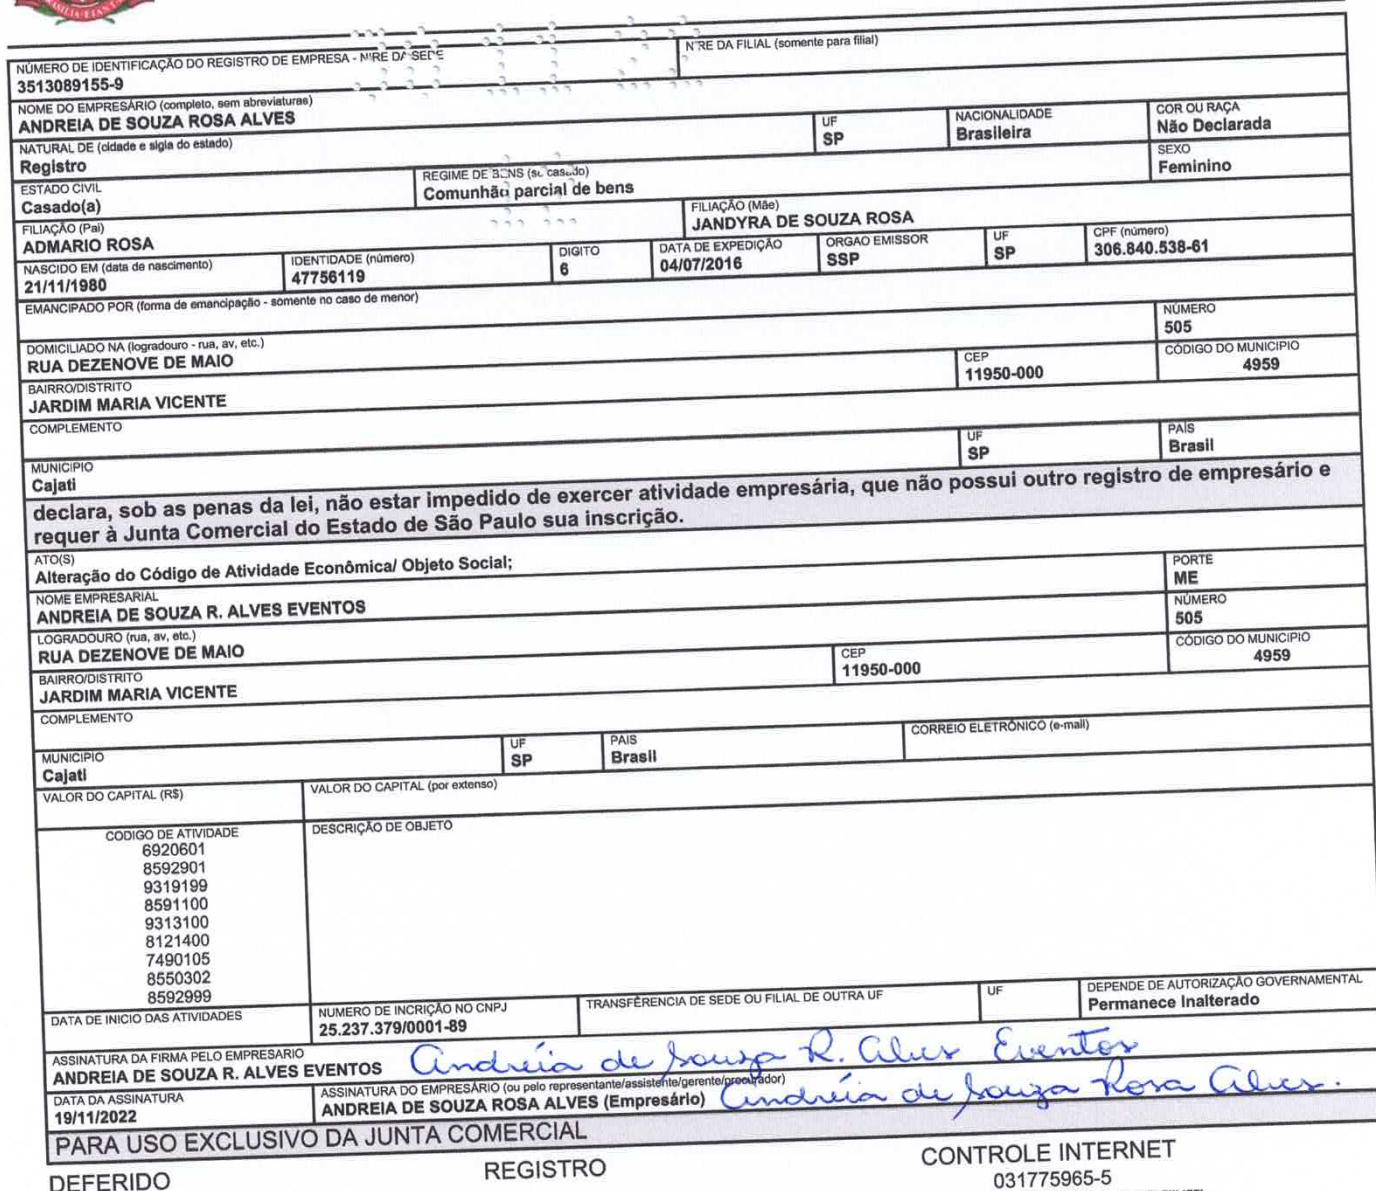 NÚMERO DE IDENTIFICAÇÃO DO REGISTRO DE EMPRESA - NIRE DA SEDE
3513089155-9
NIRE DA FILIAL (somente para filial)
NOME DO EMPRESÁRIO (completo, sem abreviaturas)
ANDREIA DE SOUZA ROSA ALVES
NATURAL DE (cidade e sigla do estado)
Registro
UF
SP
NACIONALIDADE
Brasileira
COR OU RAÇA
Não Declarada
ESTADO CIVIL
Casado(a)
REGIME DE BENS (se casado)
Comunhão parcial de bens
SEXO
Feminino
FILIAÇÃO (Pai)
ADMARIO ROSA
FILIAÇÃO (Mãe)
JANDYRA DE SOUZA ROSA
NASCIDO EM (data de nascimento)
21/11/1980
IDENTIDADE (número)
47756119
DIGITO
6
DATA DE EXPEDIÇÃO
04/07/2016
ORGAO EMISSOR
SSP
UF
SP
CPF (número)
306.840.538-61
EMANCIPADO POR (forma de emancipação - somente no caso de menor)
DOMICILIADO NA (logradouro - rua, av, etc.)
RUA DEZENOVE DE MAIO
NÚMERO
505
BAIRRO/DISTRITO
JARDIM MARIA VICENTE
CEP
11950-000
CÓDIGO DO MUNICIPIO
4959
COMPLEMENTO
MUNICIPIO
Cajati
UF
SP
PAÍS
Brasil
declara, sob as penas da lei, não estar impedido de exercer atividade empresária, que não possui outro registro de empresário e
requer à Junta Comercial do Estado de São Paulo sua inscrição.
ATO(S)
Alteração do Código de Atividade Econômica/ Objeto Social;
NOME EMPRESARIAL
ANDREIA DE SOUZA R. ALVES EVENTOS
PORTE
ME
LOGRADOURO (rua, av, etc.)
RUA DEZENOVE DE MAIO
NÚMERO
505
BAIRRO/DISTRITO
JARDIM MARIA VICENTE
CEP
11950-000
CÓDIGO DO MUNICIPIO
4959
COMPLEMENTO
MUNICIPIO
Cajati
UF
SP
PAIS
Brasil
CORREIO ELETRÔNICO (e-mail)
VALOR DO CAPITAL (R$)
VALOR DO CAPITAL (por extenso)
CODIGO DE ATIVIDADE
6920601
8592901
9319199
8591100
9313100
8121400
7490105
8550302
8592999
DESCRIÇÃO DE OBJETO
DATA DE INICIO DAS ATIVIDADES
NUMERO DE INCRIÇÃO NO CNPJ
25.237.379/0001-89
TRANSFÊRENCIA DE SEDE OU FILIAL DE OUTRA UF
UF
DEPENDE DE AUTORIZAÇÃO GOVERNAMENTAL
Permanece Inalterado
ASSINATURA DA FIRMA PELO EMPRESARIO
ANDREIA DE SOUZA R. ALVES EVENTOS
Andreia de Souza R. Alves Eventos
DATA DA ASSINATURA
19/11/2022
ASSINATURA DO EMPRESÁRIO (ou pelo representante/assistente/gerente/procurador)
ANDREIA DE SOUZA ROSA ALVES (Empresário)
Andréia de Souza Rosa Alves.
PARA USO EXCLUSIVO DA JUNTA COMERCIAL
DEFERIDO
REGISTRO
CONTROLE INTERNET
031775965-5